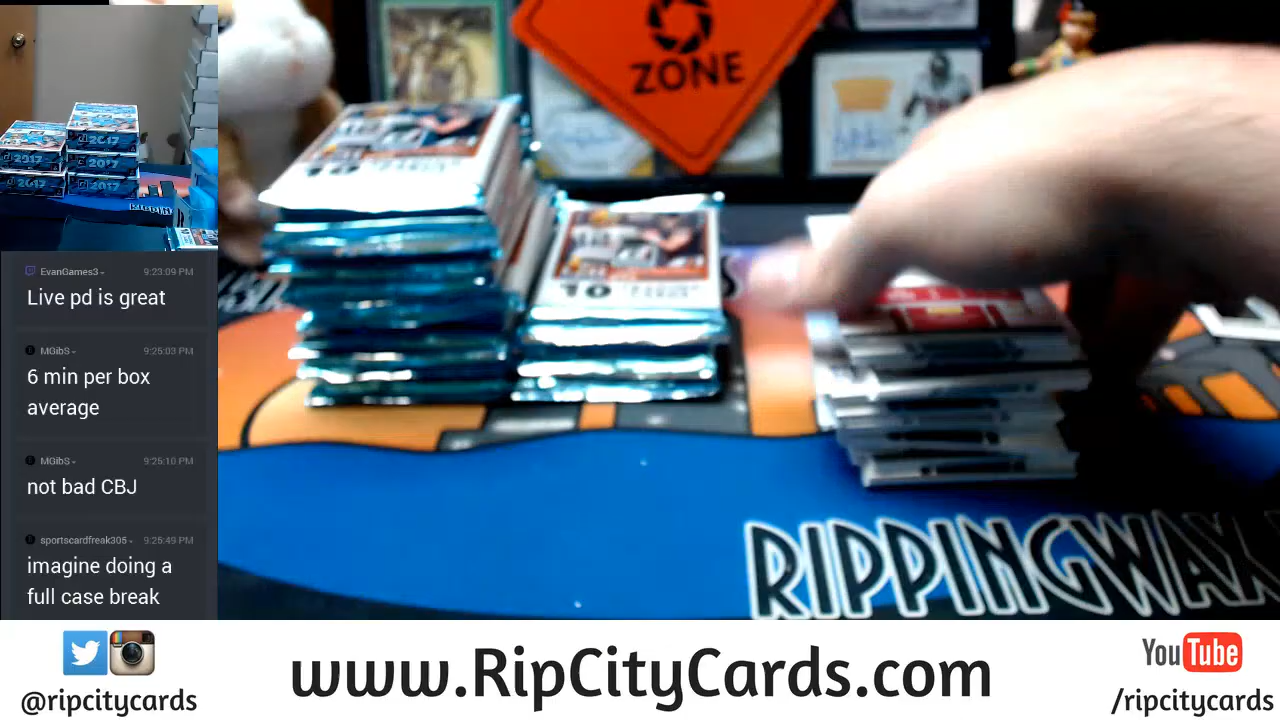 ZONE
2017
2017
2017
2017
2017
RIPPIN
10
10
EvanGames3
9:23:09 PM
Live pd is great
MGibS
9:25:03 PM
6 min per box
average
MGibS
9:25:10 PM
not bad CBJ
sportscardfreak305
9:25:49 PM
imagine doing a
full case break
RIPPINGWAX
@ripcitycards
www.RipCityCards.com
YouTube
/ripcitycards